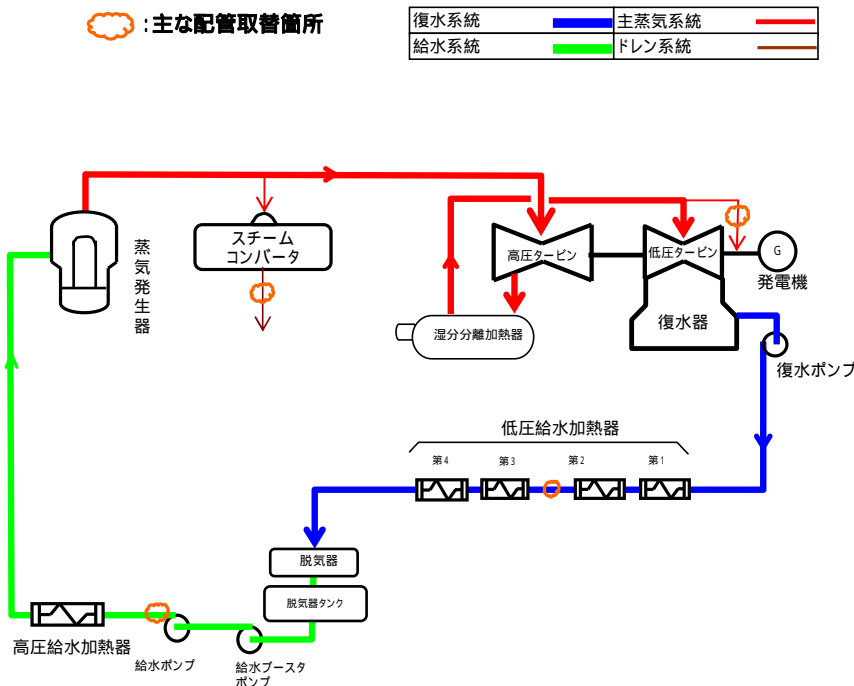 ：主な配管取替箇所
復水系統
主蒸気系統
給水系統
ドレン系統
蒸気発生器
スチーム
コンバータ
高圧タービン
低圧タービン
G
発電機
湿分分離加熱器
復水器
復水ポンプ
低圧給水加熱器
第4
第3
第2
第1
脱気器
脱気器タンク
高圧給水加熱器
給水ポンプ
給水ブースタ
ポンプ